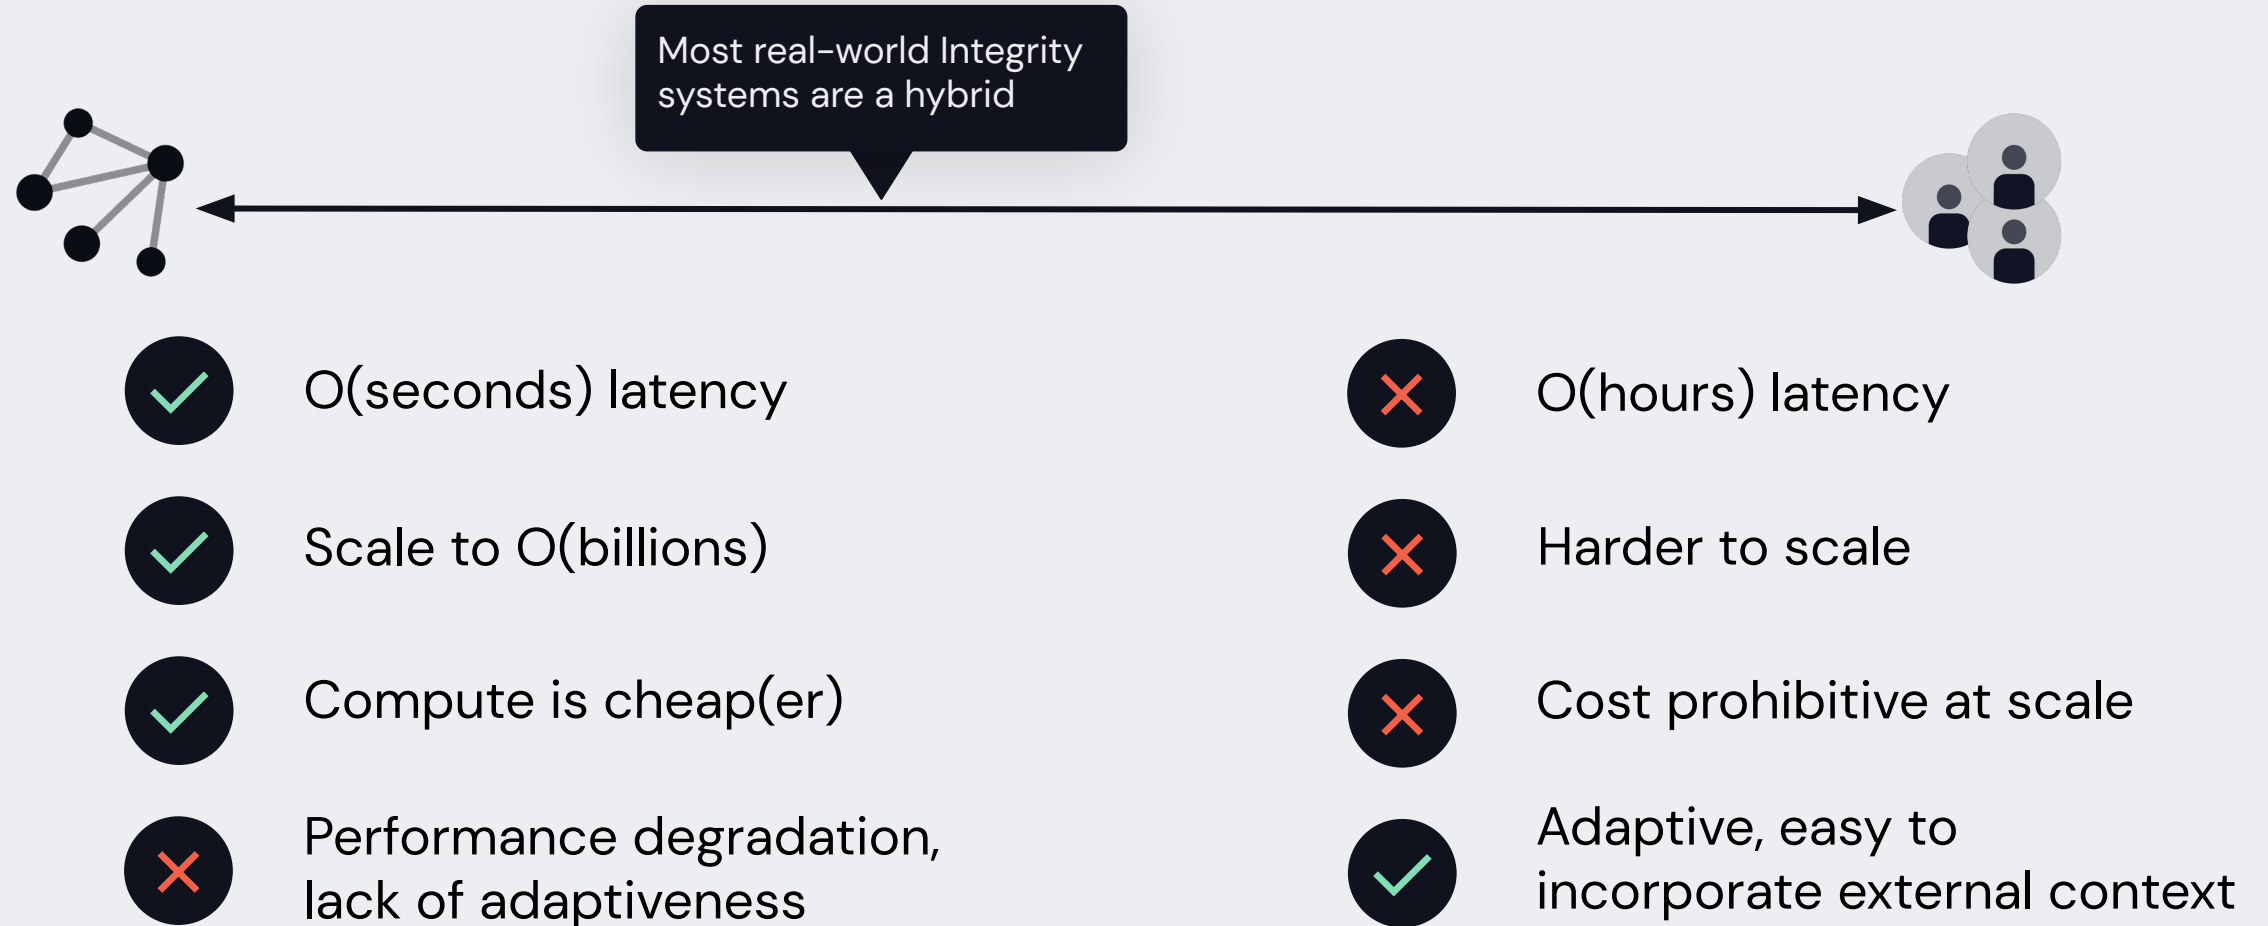 Most real-world Integrity
systems are a hybrid
O(seconds) latency
Scale to O(billions)
Compute is cheap(er)
Performance degradation,
lack of adaptiveness
O(hours) latency
Harder to scale
Cost prohibitive at scale
Adaptive, easy to
incorporate external context